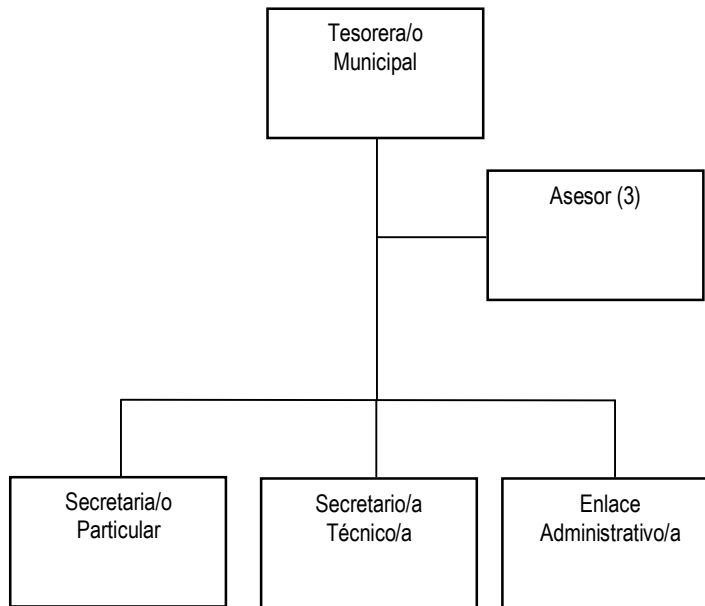 Tesorera/o
Municipal
Asesor (3)
Secretaria/o
Particular
Secretario/a
Técnico/a
Enlace
Administrativo/a